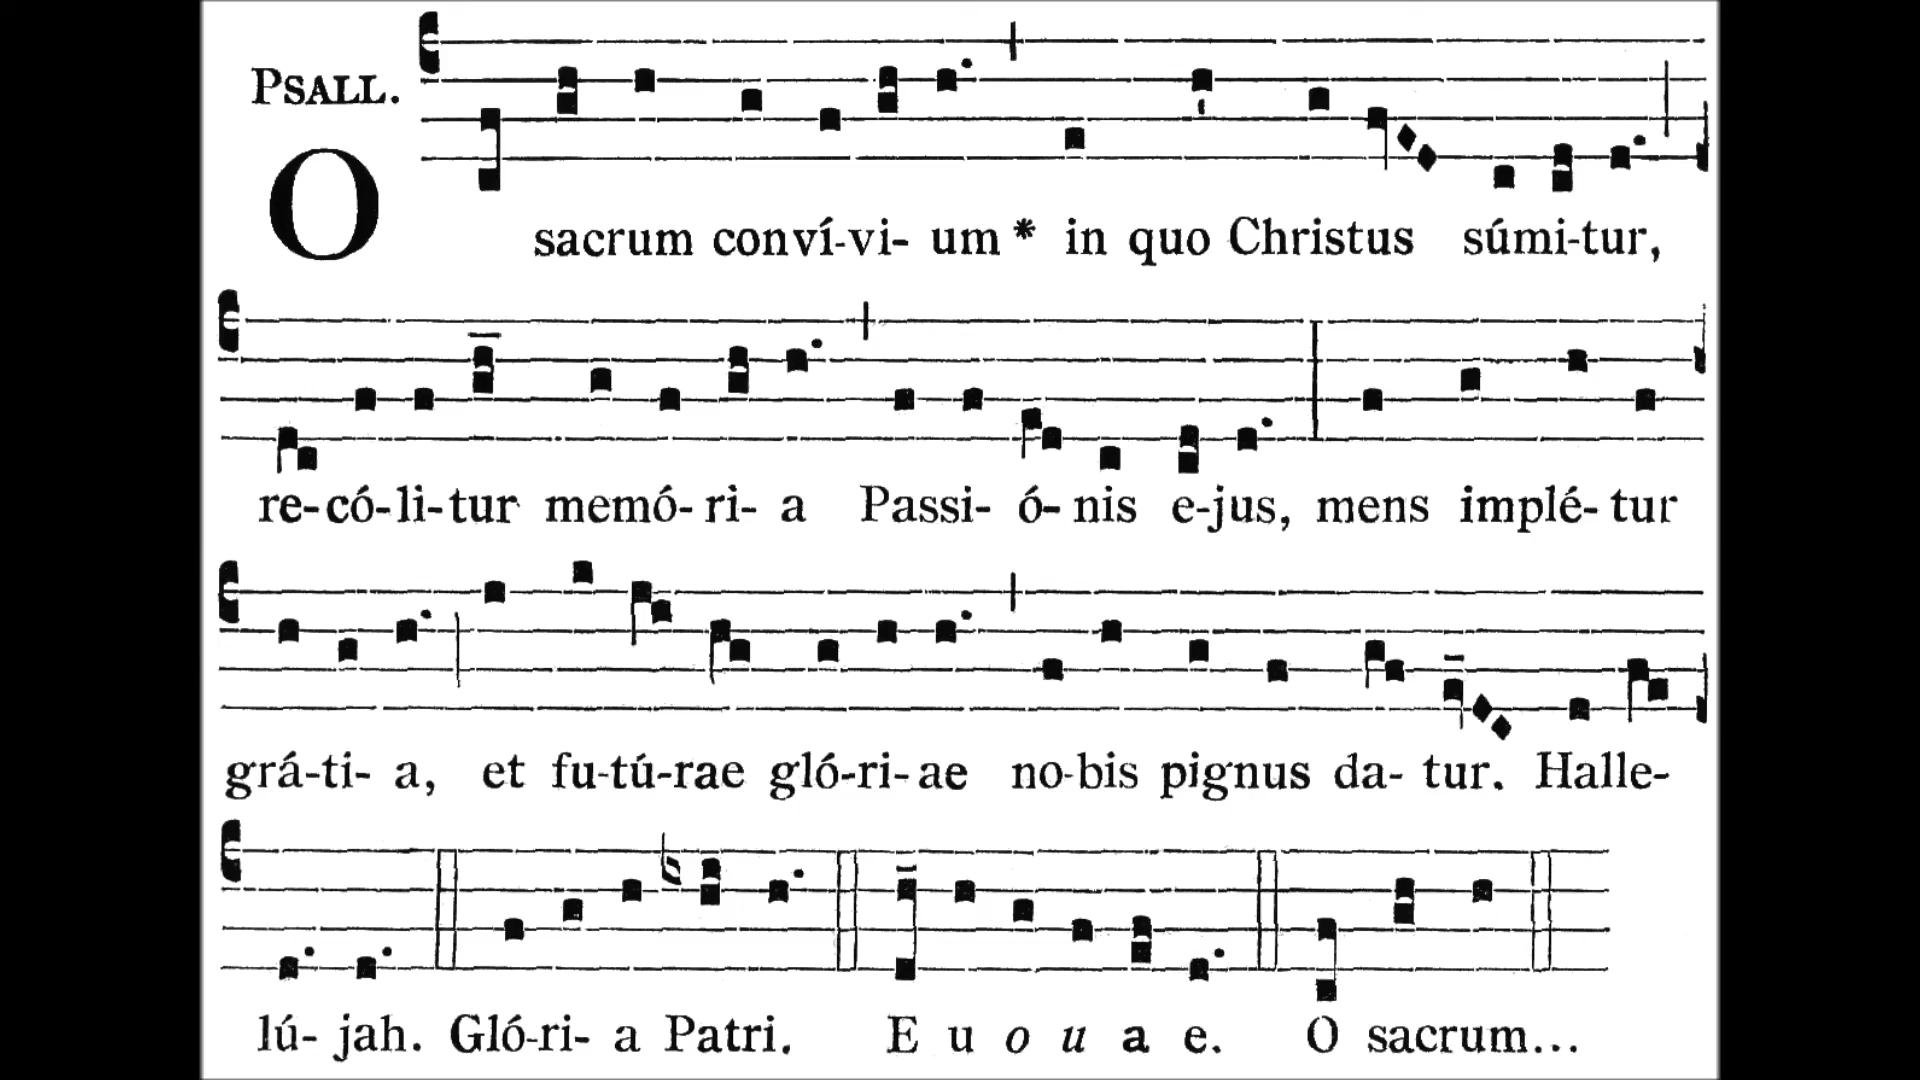 PSALL.
O sacrum conví-vi- um * in quo Christus súmi-tur,
re-có-li-tur memó- ri- a Passi- ó- nis e-jus, mens implé- tur
grá-ti- a, et fu-tú-rae gló-ri- ae no-bis pignus da- tur. Halle-
lú- jah. Gló-ri- a Patri. E u o u a e. O sacrum...